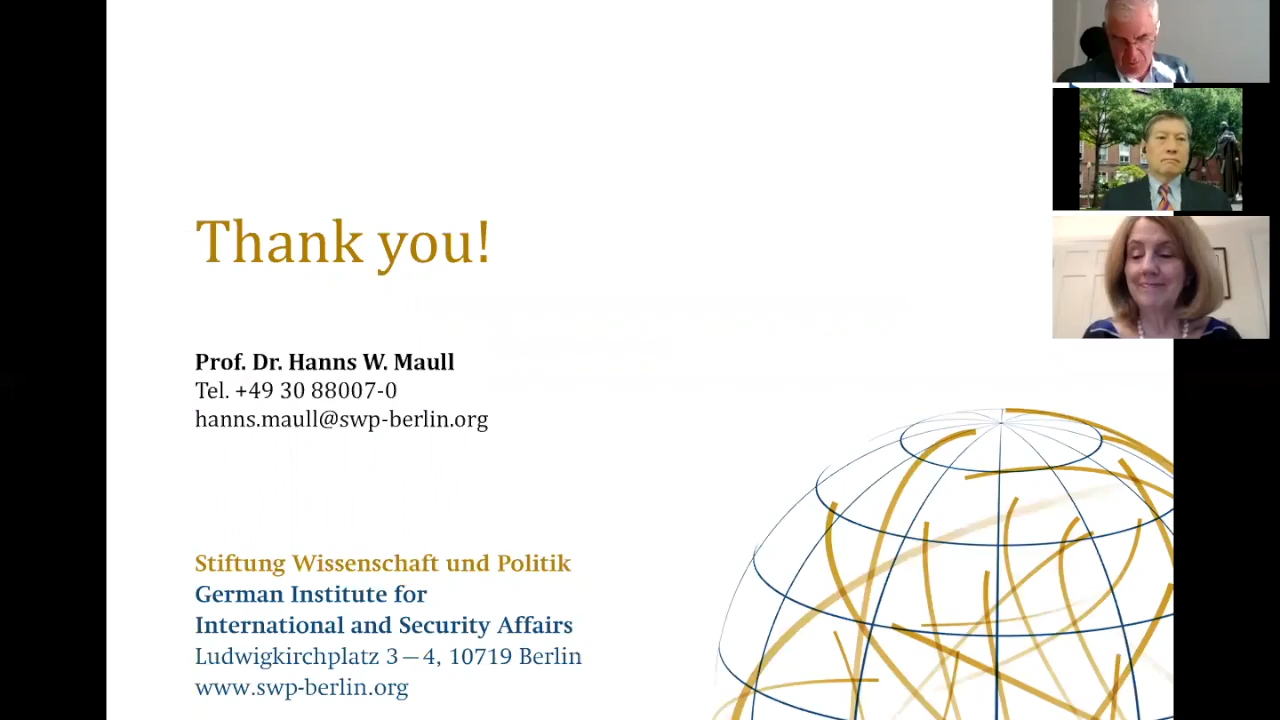 Thank you!
Prof. Dr. Hanns W. Maull
Tel. +49 30 88007-0
hanns.maull@swp-berlin.org
Stiftung Wissenschaft und Politik
German Institute for
International and Security Affairs
Ludwigkirchplatz 3 – 4, 10719 Berlin
www.swp-berlin.org